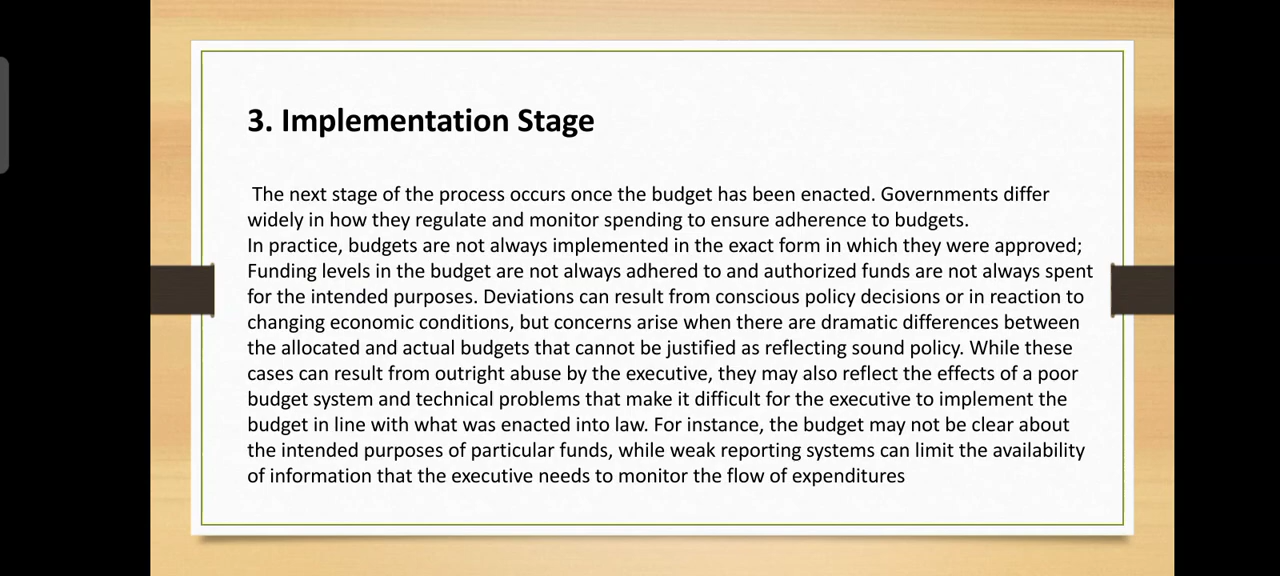 3. Implementation Stage
The next stage of the process occurs once the budget has been enacted. Governments differ
widely in how they regulate and monitor spending to ensure adherence to budgets.
In practice, budgets are not always implemented in the exact form in which they were approved;
Funding levels in the budget are not always adhered to and authorized funds are not always spent
for the intended purposes. Deviations can result from conscious policy decisions or in reaction to
changing economic conditions, but concerns arise when there are dramatic differences between
the allocated and actual budgets that cannot be justified as reflecting sound policy. While these
cases can result from outright abuse by the executive, they may also reflect the effects of a poor
budget system and technical problems that make it difficult for the executive to implement the
budget in line with what was enacted into law. For instance, the budget may not be clear about
the intended purposes of particular funds, while weak reporting systems can limit the availability
of information that the executive needs to monitor the flow of expenditures